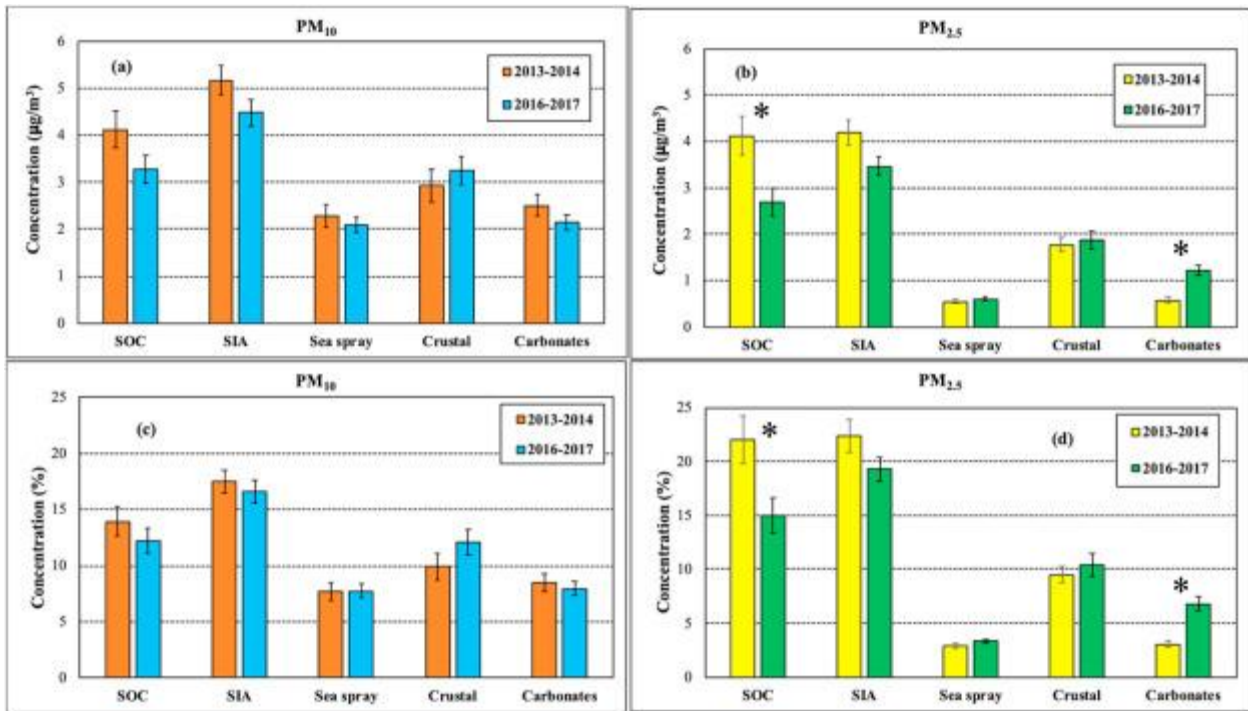 PM10
(a)
2013-2014
2016-2017
Concentration (µg/m³)
6
5
4
3
2
1
0
SOC SIA Sea spray Crustal Carbonates
PM2.5
(b)
2013-2014
2016-2017
*
*
Concentration (µg/m³)
6
5
4
3
2
1
0
SOC SIA Sea spray Crustal Carbonates
PM10
(c)
2013-2014
2016-2017
Concentration (%)
25
20
15
10
5
0
SOC SIA Sea spray Crustal Carbonates
PM2.5
(d)
2013-2014
2016-2017
*
*
Concentration (%)
25
20
15
10
5
0
SOC SIA Sea spray Crustal Carbonates